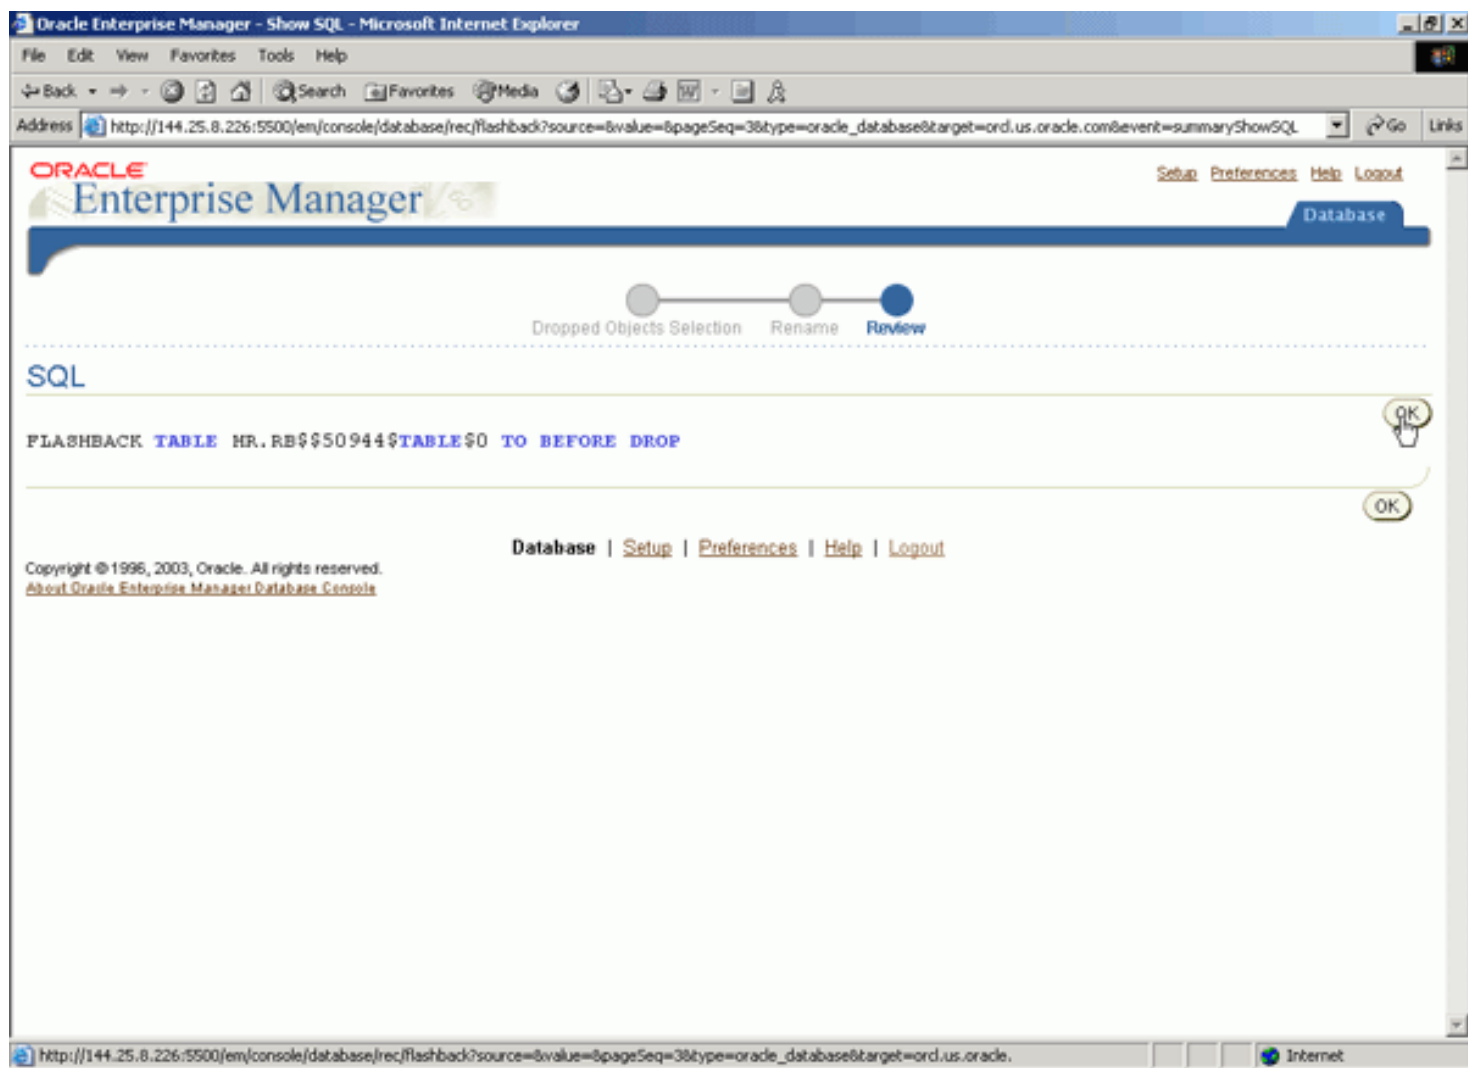 Oracle Enterprise Manager - Show SQL - Microsoft Internet Explorer
File Edit View Favorites Tools Help
Back Search Favorites Media
Address http://144.25.8.226:5500/em/console/database/rec/flashback?source=&value=&pageSeq=3&type=oracle_database&target=orcl.us.oracle.com&event=summaryShowSQL Go Links
ORACLE
Enterprise Manager
Setup Preferences Help Logout
Database
Dropped Objects Selection Rename Review
SQL
OK
FLASHBACK TABLE HR.RB$$50944$TABLE$0 TO BEFORE DROP
OK
Database | Setup | Preferences | Help | Logout
Copyright © 1996, 2003, Oracle. All rights reserved.
About Oracle Enterprise Manager Database Console
http://144.25.8.226:5500/em/console/database/rec/flashback?source=&value=&pageSeq=3&type=oracle_database&target=orcl.us.oracle. Internet